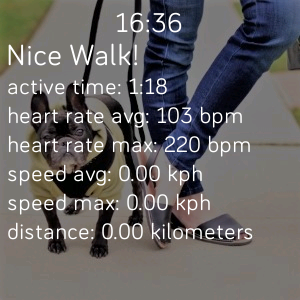 16:36
Nice Walk!
active time: 1:18
heart rate avg: 103 bpm
heart rate max: 220 bpm
speed avg: 0.00 kph
speed max: 0.00 kph
distance: 0.00 kilometers